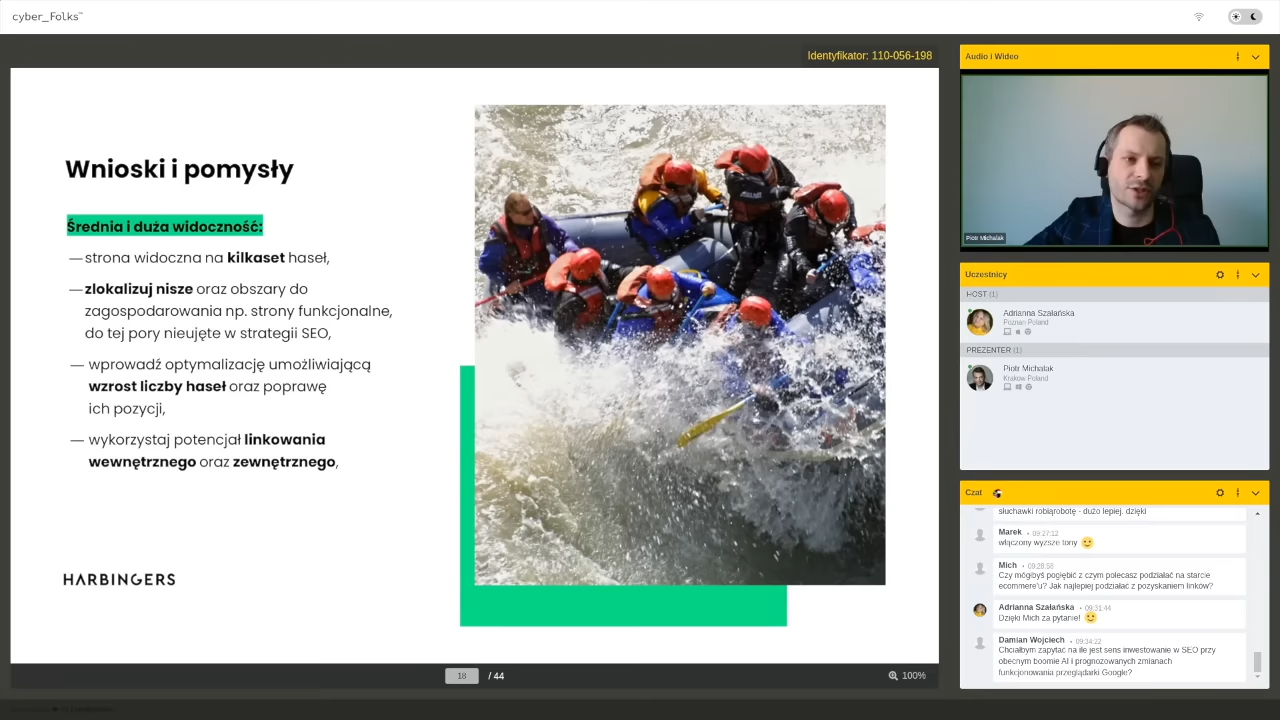 cyber_Folks™
Identyfikator: 110-056-198
Wnioski i pomysły
Średnia i duża widoczność:
— strona widoczna na kilkaset haseł,
— zlokalizuj nisze oraz obszary do
zagospodarowania np. strony funkcjonalne,
do tej pory nieujęte w strategii SEO,
— wprowadź optymalizację umożliwiającą
wzrost liczby haseł oraz poprawę
ich pozycji,
— wykorzystaj potencjał linkowania
wewnętrznego oraz zewnętrznego,
HARBINGERS
18 / 44
100%
Audio i Wideo
Piotr Michalak
Uczestnicy
HOST (1)
Adrianna Szałańska
Poznan Poland
PREZENTER (1)
Piotr Michalak
Krakow Poland
Czat
słuchawki robiąrobotę - dużo lepiej. dzięki
Marek • 09:27:12
włączony wyższe tony
Mich • 09:28:58
Czy mógłbyś pogłębić z czym polecasz podziałać na starcie
ecommere'u? Jak najlepiej podziałać z pozyskaniem linków?
Adrianna Szałańska • 09:31:44
Dzięki Mich za pytanie!
Damian Wojciech • 09:34:22
Chciałbym zapytać na ile jest sens inwestowanie w SEO przy
obecnym boomie AI i prognozowanych zmianach
funkcjonowania przeglądarki Google?